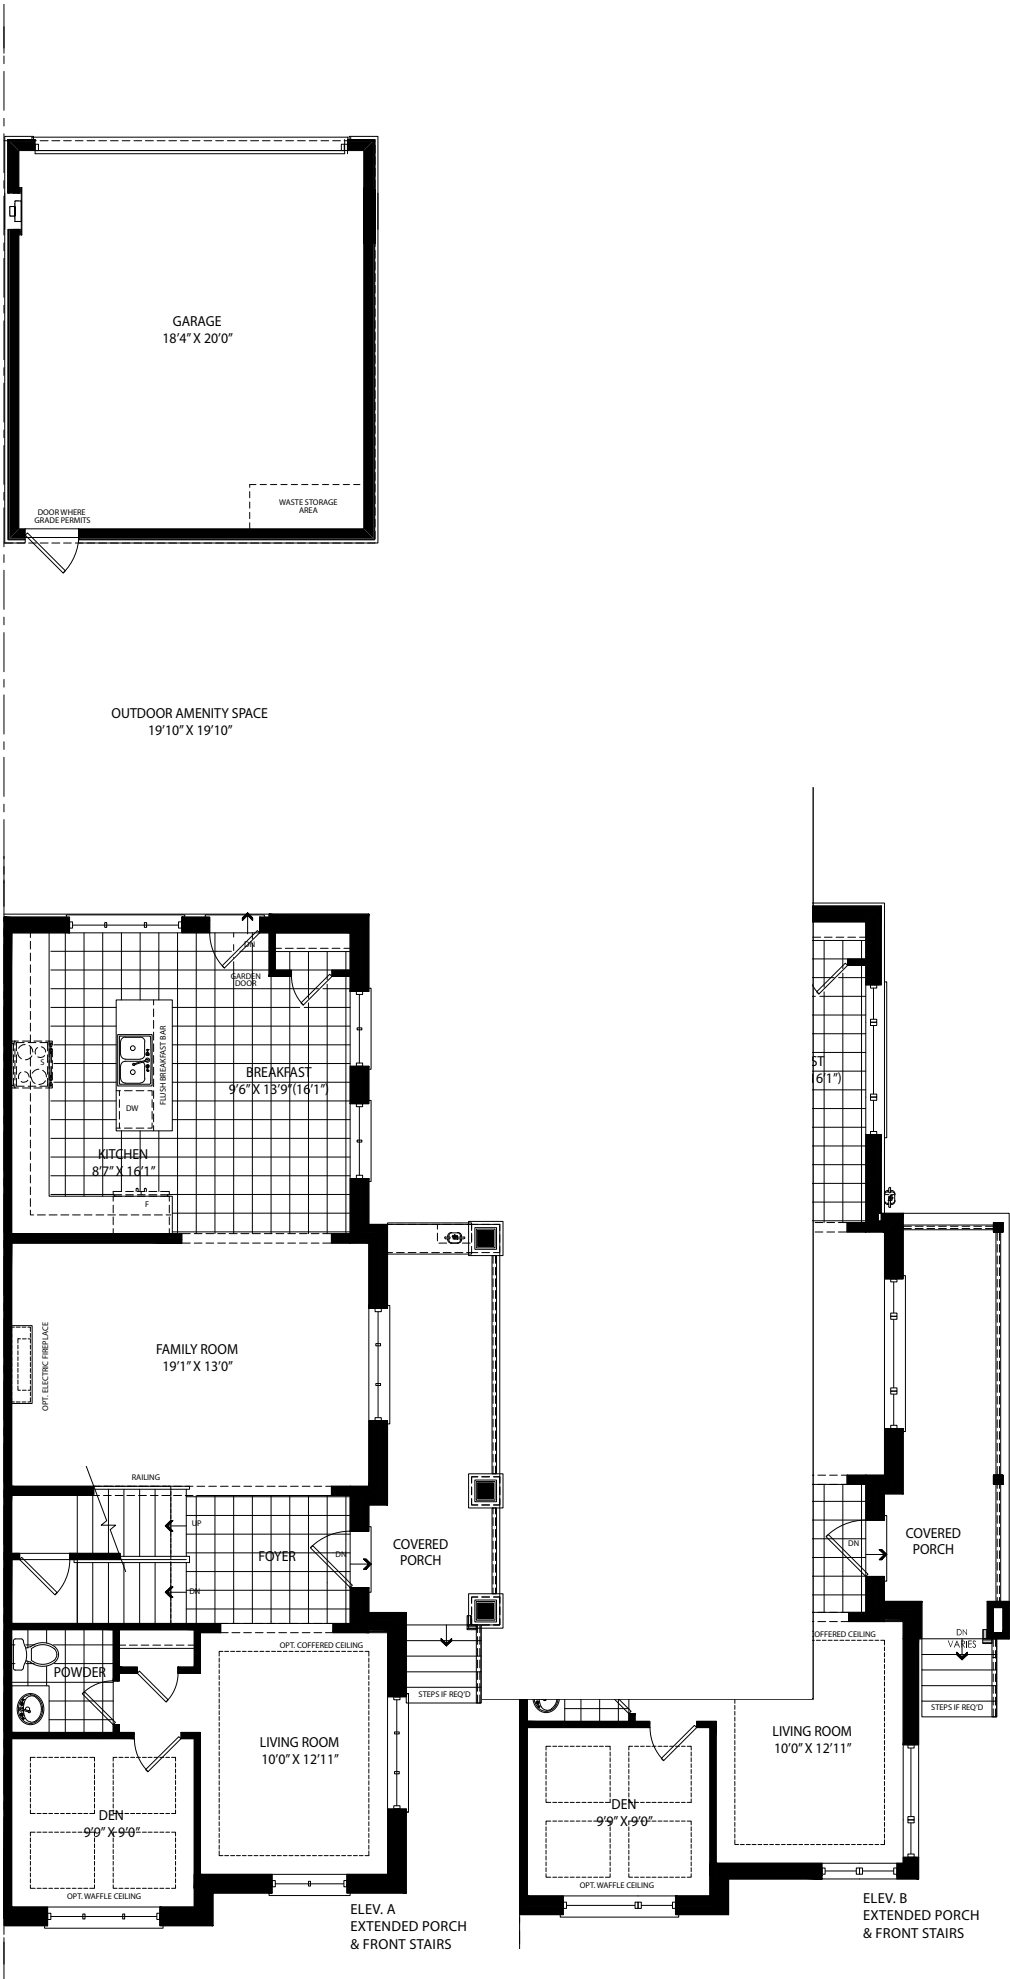 GARAGE
18'4" X 20'0"
WASTE STORAGE
AREA
DOOR WHERE
GRADE PERMITS
OUTDOOR AMENITY SPACE
19'10" X 19'10"
DN
GARDEN
DOOR
FLUSH BREAKFAST BAR
BREAKFAST
9'6" X 13'9"(16'1")
S
DW
KITCHEN
8'7" X 16'1"
F
ST
16'1")
FAMILY ROOM
19'1" X 13'0"
OPT. ELECTRIC FIREPLACE
RAILING
UP
FOYER
DN
DN
COVERED
PORCH
DN
COVERED
PORCH
OPT. COFFERED CEILING
POWDER
STEPS IF REQ'D
OFFERED CEILING
DN
VARIES
STEPS IF REQ'D
LIVING ROOM
10'0" X 12'11"
LIVING ROOM
10'0" X 12'11"
DEN
9'9" X 9'0"
DEN
9'9" X 9'0"
OPT. WAFFLE CEILING
OPT. WAFFLE CEILING
ELEV. A
EXTENDED PORCH
& FRONT STAIRS
ELEV. B
EXTENDED PORCH
& FRONT STAIRS